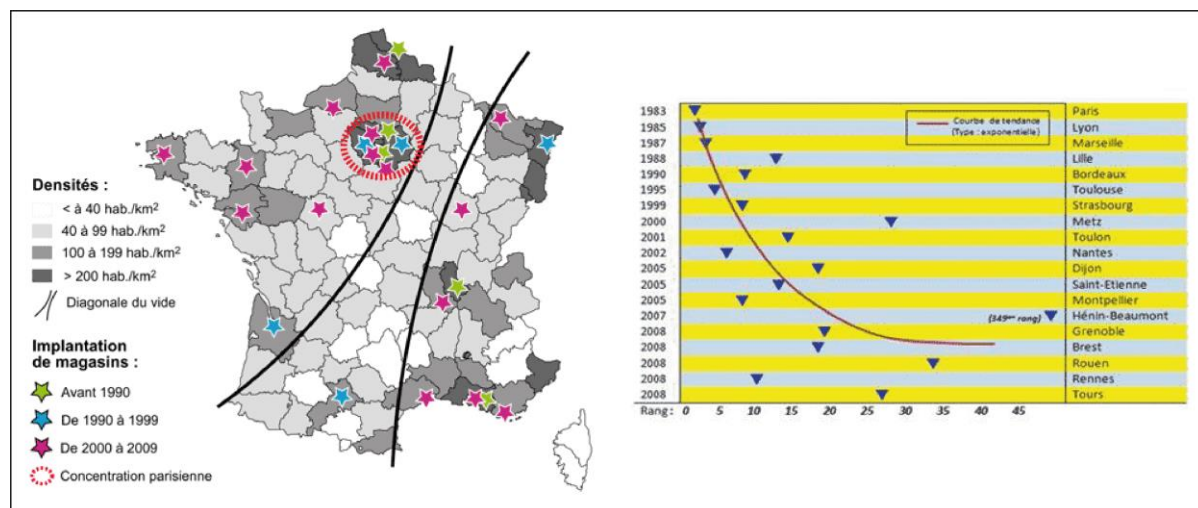 Densités :
< à 40 hab./km²
40 à 99 hab./km²
100 à 199 hab./km²
> 200 hab./km²
Diagonale du vide
Implantation
de magasins :
Avant 1990
De 1990 à 1999
De 2000 à 2009
Concentration parisienne
Courbe de tendance
(Type : exponentielle)
1983 Paris
1985 Lyon
1987 Marseille
1988 Lille
1990 Bordeaux
1995 Toulouse
1999 Strasbourg
2000 Metz
2001 Toulon
2002 Nantes
2005 Dijon
2005 Saint-Etienne
2005 Montpellier
2007 (349ème rang) Hénin-Beaumont
2008 Grenoble
2008 Brest
2008 Rouen
2008 Rennes
2008 Tours
Rang : 0 5 10 15 20 25 30 35 40 45